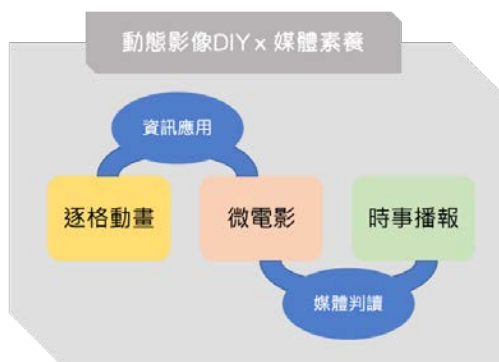 動態影像DIY x 媒體素養
資訊應用
逐格動畫
微電影
時事播報
媒體判讀